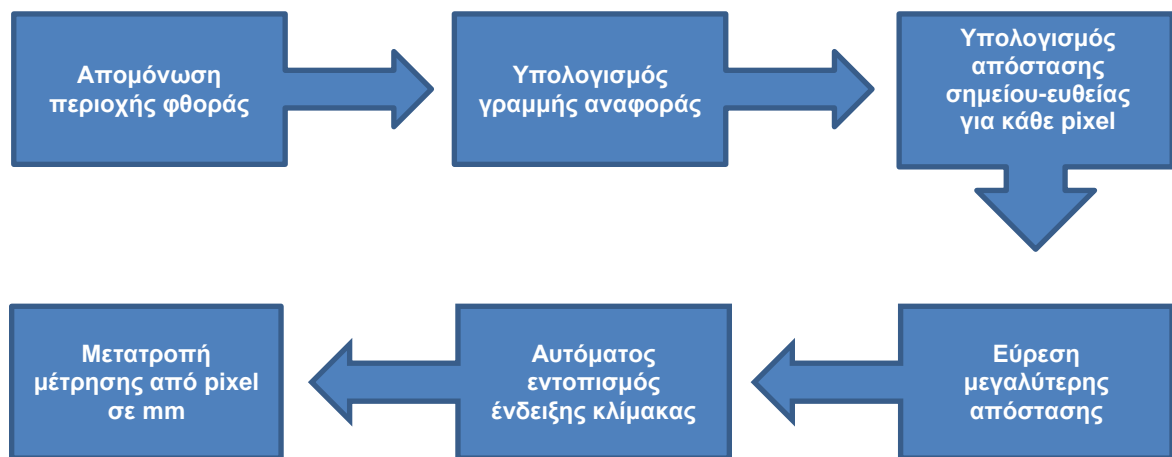 Απομόνωση
περιοχής φθοράς
Υπολογισμός
γραμμής αναφοράς
Υπολογισμός
απόστασης
σημείου-ευθείας
για κάθε pixel
Εύρεση
μεγαλύτερης
απόστασης
Αυτόματος
εντοπισμός
ένδειξης κλίμακας
Μετατροπή
μέτρησης από pixel
σε mm